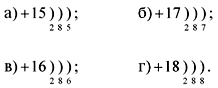 а) +15 ) ) ) ;   б) +17 ) ) ) ;
2 8 5   2 8 7
в) +16 ) ) ) ;   г) +18 ) ) ) .
2 8 6   2 8 8